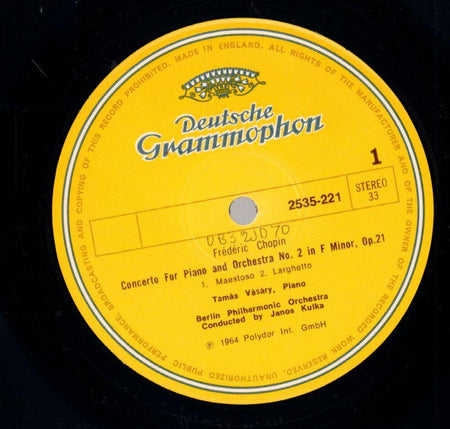 BROADCASTING AND COPYING OF THIS RECORD PROHIBITED. MADE IN ENGLAND. ALL RIGHTS OF THE MANUFACTURER AND OF THE OWNER OF THE RECORDED WORK RESERVED. UNAUTHORIZED PUBLIC PERFORMANCE,
Deutsche
Grammophon
1
2535-221
STEREO
33
Frédéric Chopin
Concerto For Piano and Orchestra No. 2 in F Minor, Op.21
1. Maestoso 2. Larghetto
Tamàs Vàsàry, Piano
Berlin Philharmonic Orchestra
Conducted by Janos Kulka
Ⓟ 1964 Polydor Int. GmbH